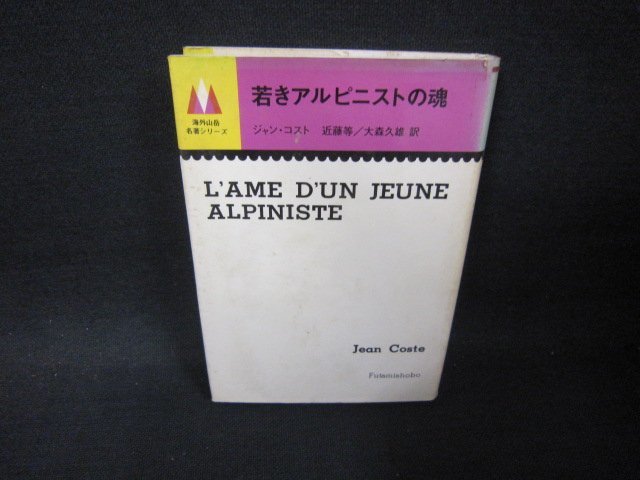 若きアルピニストの魂
海外山岳
名著シリーズ
ジャン・コスト 近藤等/大森久雄 訳
L'AME D'UN JEUNE
ALPINISTE
Jean Coste
Futamishobo